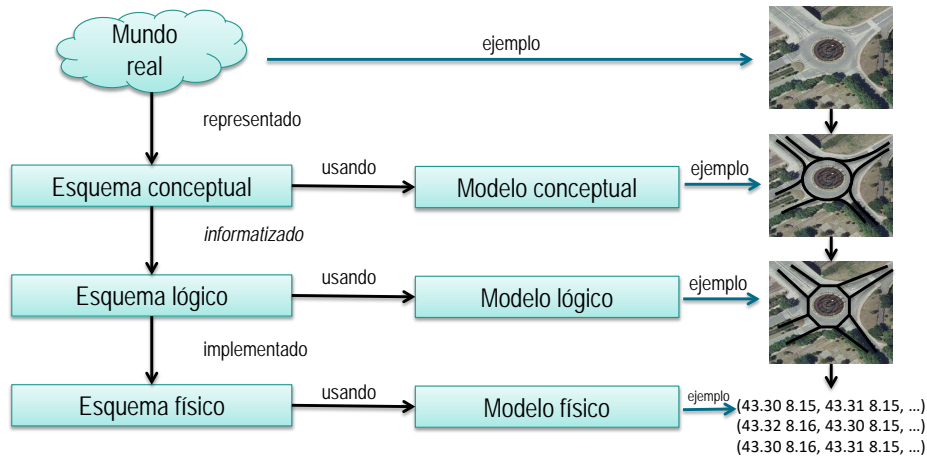 Mundo
real
ejemplo
representado
Esquema conceptual
usando
Modelo conceptual
ejemplo
informatizado
Esquema lógico
usando
Modelo lógico
ejemplo
implementado
Esquema físico
usando
Modelo físico
ejemplo
(43.30 8.15, 43.31 8.15, ...)
(43.32 8.16, 43.30 8.15, ...)
(43.30 8.16, 43.31 8.15, ...)